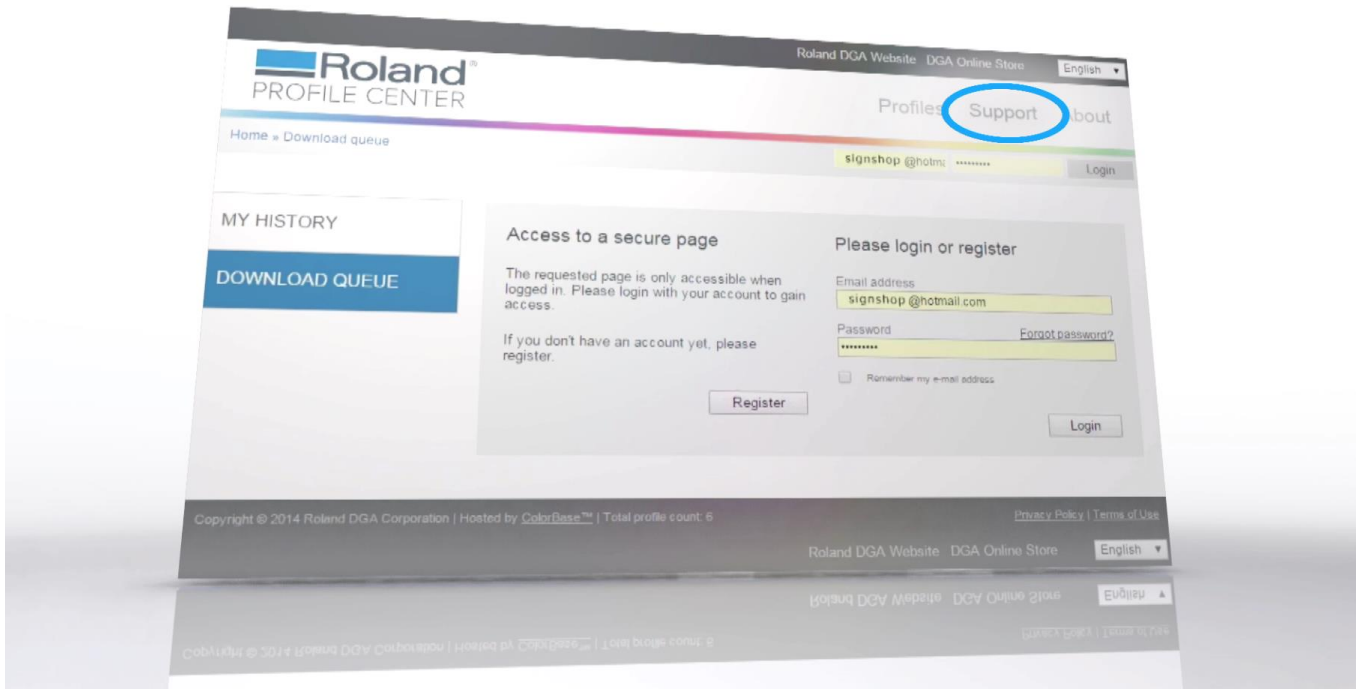 Roland DGA Website DGA Online Store English
Roland®
PROFILE CENTER
Profiles Support About
Home » Download queue
signshop @hotma ••••••••• Login
MY HISTORY
DOWNLOAD QUEUE
Access to a secure page
The requested page is only accessible when
logged in. Please login with your account to gain
access.
If you don't have an account yet, please
register.
Register
Please login or register
Email address
signshop @hotmail.com
Password Forgot password?
•••••••••
Remember my e-mail address
Login
Copyright © 2014 Roland DGA Corporation | Hosted by ColorBase™ | Total profile count: 6
Privacy Policy | Terms of Use
Roland DGA Website DGA Online Store English